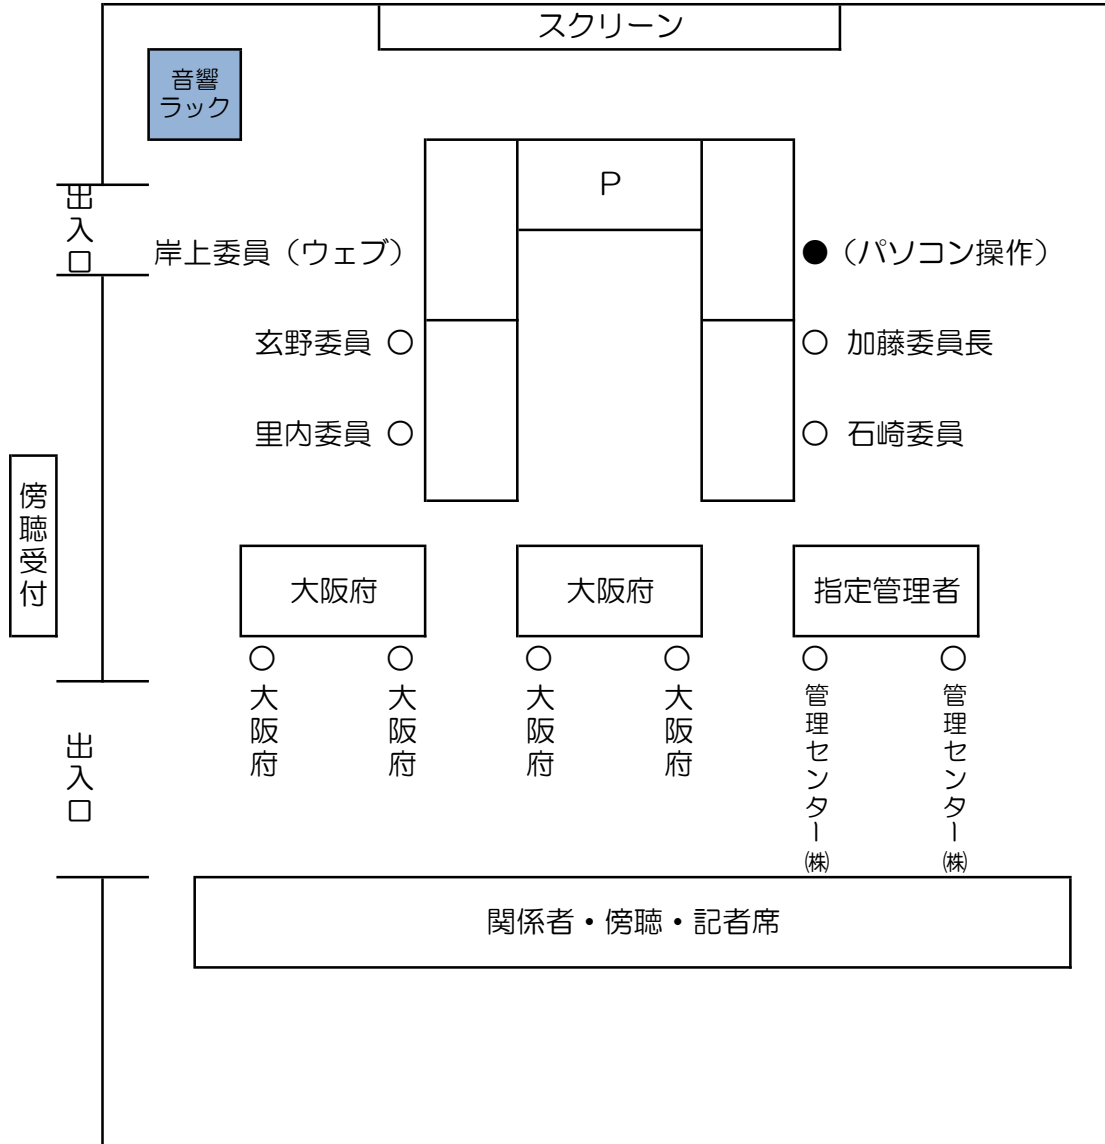 スクリーン
音響
ラック
P
出入口
岸上委員（ウェブ）
●（パソコン操作）
玄野委員 ○
○ 加藤委員長
里内委員 ○
○ 石崎委員
傍聴受付
大阪府
大阪府
指定管理者
○ ○ ○ ○ ○ ○
大阪府
大阪府
大阪府
大阪府
管理センター㈱
管理センター㈱
出入口
関係者・傍聴・記者席